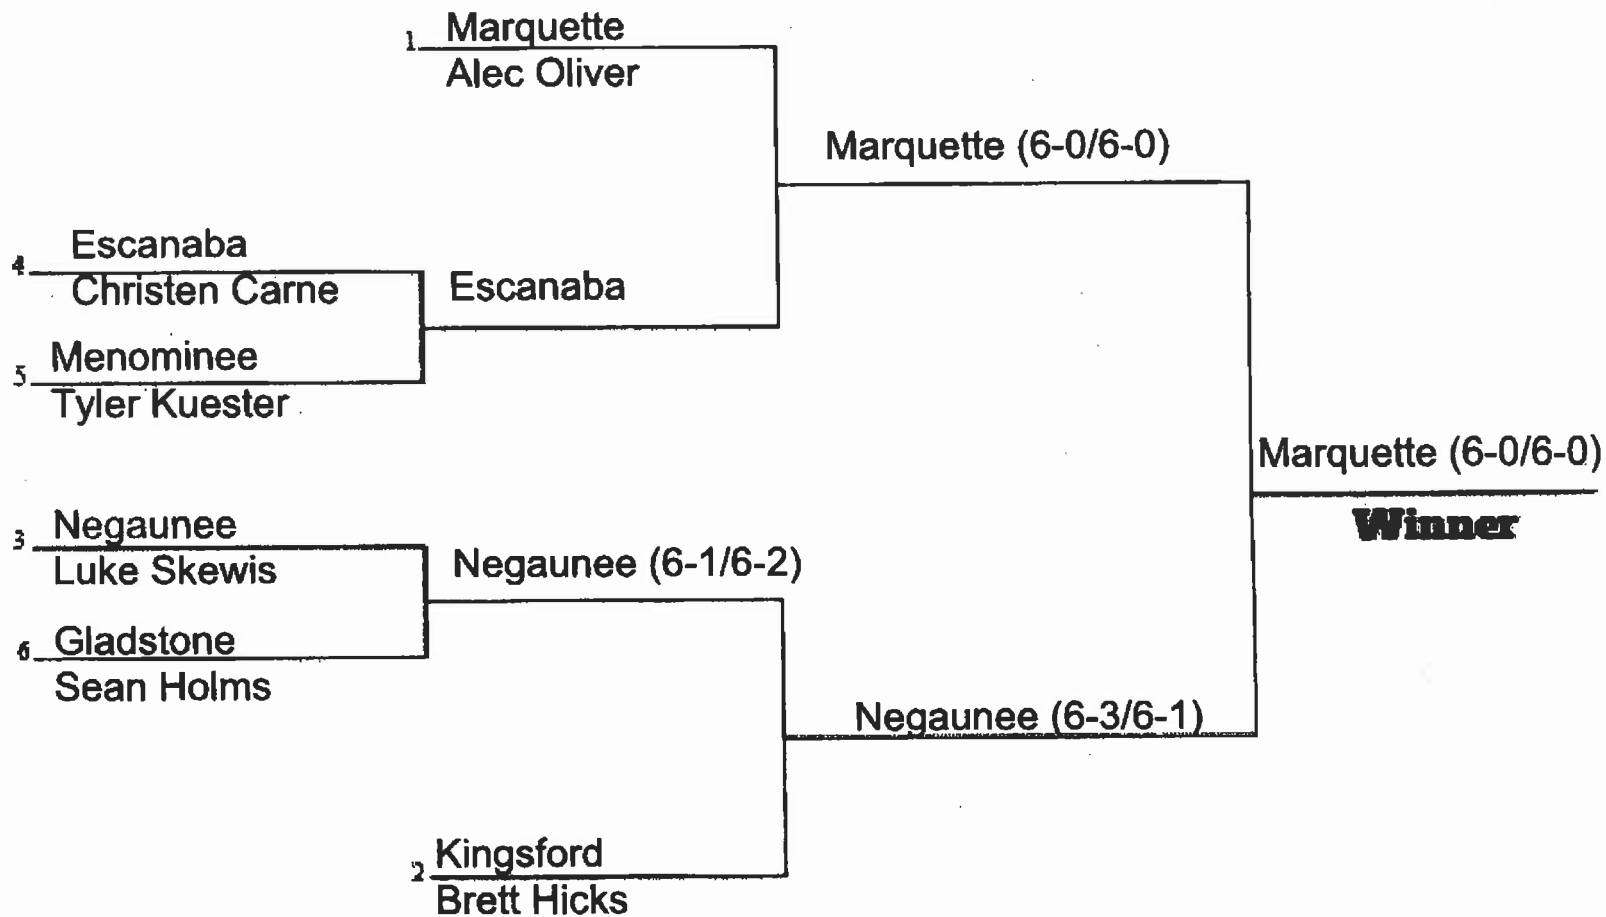 1 Marquette
Alec Oliver
Marquette (6-0/6-0)
4 Escanaba
Christen Carne
Escanaba
5 Menominee
Tyler Kuester
Marquette (6-0/6-0)
Winner
3 Negaunee
Luke Skewis
Negaunee (6-1/6-2)
6 Gladstone
Sean Holms
Negaunee (6-3/6-1)
2 Kingsford
Brett Hicks